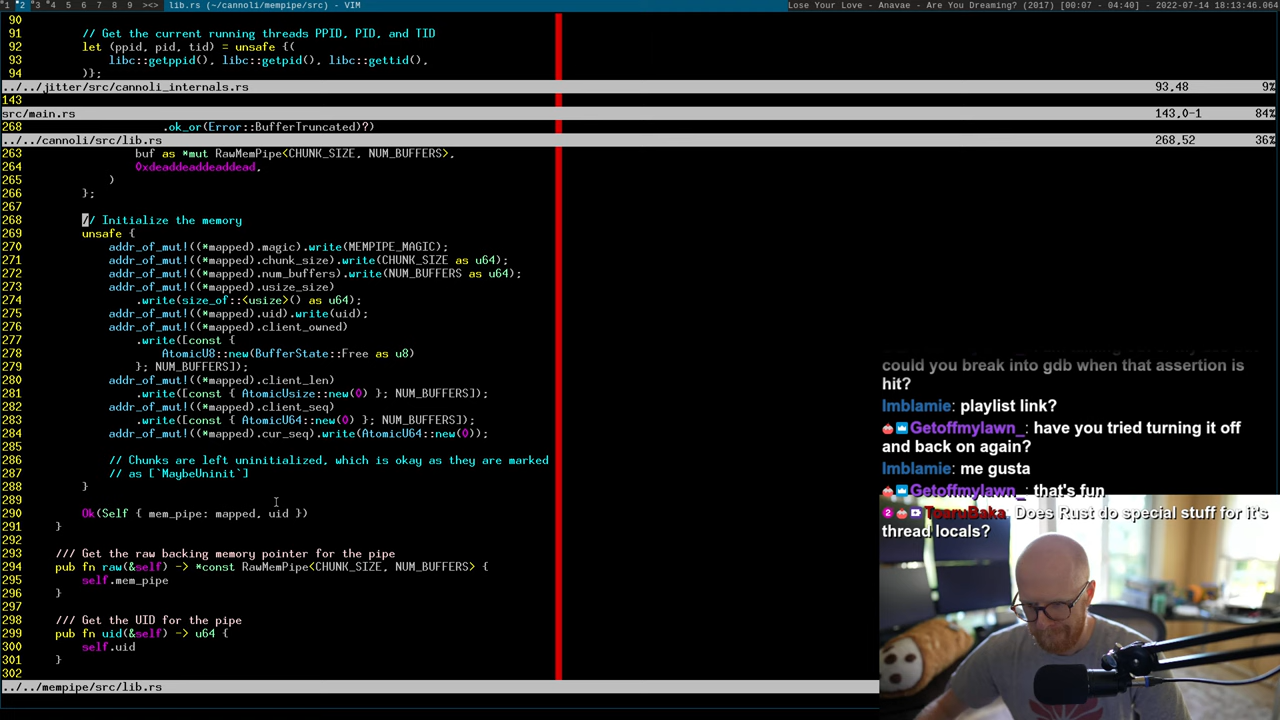 1 2 3 4 5 6 7 8 9 ><> lib.rs (~/cannoli/mempipe/src) - VIM Lose Your Love - Anavae - Are You Dreaming? (2017) [00:07 - 04:40] - 2022-07-14 18:13:46.064
90
91 // Get the current running threads PPID, PID, and TID
92 let (ppid, pid, tid) = unsafe {(
93 libc::getppid(), libc::getpid(), libc::gettid(),
94 )};
../../jitter/src/cannoli_internals.rs 93,48 9%
143
src/main.rs 143,0-1 84%
268 .ok_or(Error::BufferTruncated)?)
../../cannoli/src/lib.rs 268,52 36%
263 buf as *mut RawMemPipe<CHUNK_SIZE, NUM_BUFFERS>,
264 0xdeaddeaddeaddead,
265 )
266 };
267
268 // Initialize the memory
269 unsafe {
270 addr_of_mut!((*mapped).magic).write(MEMPIPE_MAGIC);
271 addr_of_mut!((*mapped).chunk_size).write(CHUNK_SIZE as u64);
272 addr_of_mut!((*mapped).num_buffers).write(NUM_BUFFERS as u64);
273 addr_of_mut!((*mapped).usize_size)
274 .write(size_of::<usize>() as u64);
275 addr_of_mut!((*mapped).uid).write(uid);
276 addr_of_mut!((*mapped).client_owned)
277 .write([const {
278 AtomicU8::new(BufferState::Free as u8)
279 }; NUM_BUFFERS]);
280 addr_of_mut!((*mapped).client_len)
281 .write([const { AtomicUsize::new(0) }; NUM_BUFFERS]);
282 addr_of_mut!((*mapped).client_seq)
283 .write([const { AtomicU64::new(0) }; NUM_BUFFERS]);
284 addr_of_mut!((*mapped).cur_seq).write(AtomicU64::new(0));
285
286 // Chunks are left uninitialized, which is okay as they are marked
287 // as [`MaybeUninit`]
288 }
289
290 Ok(Self { mem_pipe: mapped, uid })
291 }
292
293 /// Get the raw backing memory pointer for the pipe
294 pub fn raw(&self) -> *const RawMemPipe<CHUNK_SIZE, NUM_BUFFERS> {
295 self.mem_pipe
296 }
297
298 /// Get the UID for the pipe
299 pub fn uid(&self) -> u64 {
300 self.uid
301 }
302
../../mempipe/src/lib.rs
could you break into gdb when that assertion is
hit?
Imblamie: playlist link?
Getoffmylawn_: have you tried turning it off
and back on again?
Imblamie: me gusta
Getoffmylawn_: that's fun
2 ToaruBaka: Does Rust do special stuff for it's
thread locals?